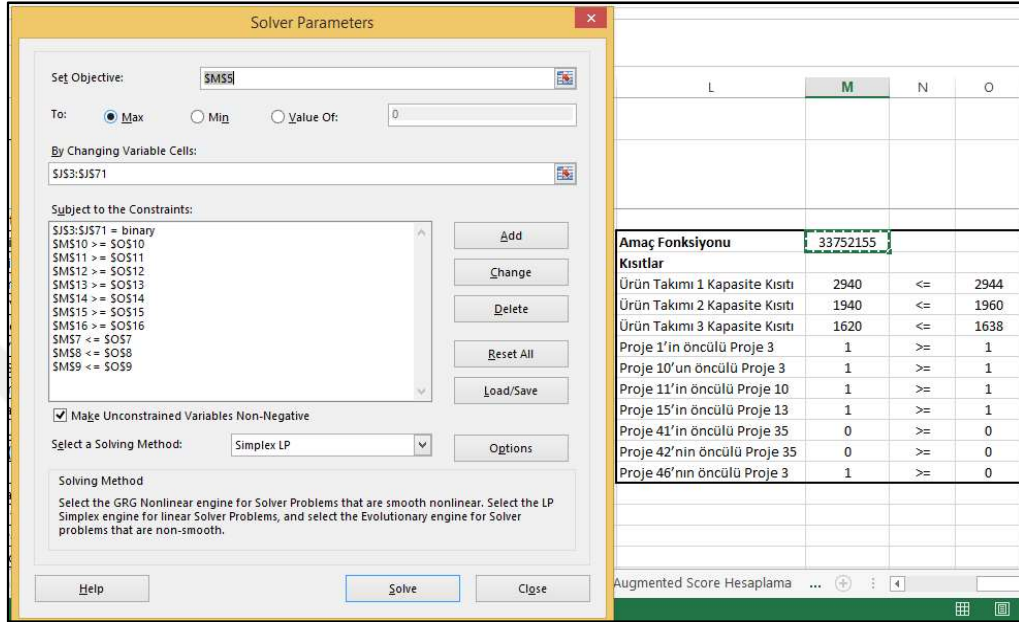 Solver Parameters
Set Objective: $M$5
To: Max Min Value Of: 0
By Changing Variable Cells:
$J$3:$J$71
Subject to the Constraints:
$J$3:$J$71 = binary
$M$10 >= $O$10
$M$11 >= $O$11
$M$12 >= $O$12
$M$13 >= $O$13
$M$14 >= $O$14
$M$15 >= $O$15
$M$16 >= $O$16
$M$7 <= $O$7
$M$8 <= $O$8
$M$9 <= $O$9
Add
Change
Delete
Reset All
Load/Save
Make Unconstrained Variables Non-Negative
Select a Solving Method: Simplex LP
Options
Solving Method
Select the GRG Nonlinear engine for Solver Problems that are smooth nonlinear. Select the LP
Simplex engine for linear Solver Problems, and select the Evolutionary engine for Solver
problems that are non-smooth.
Help Solve Close
L M N O
Amaç Fonksiyonu 33752155
Kısıtlar
Ürün Takımı 1 Kapasite Kısıtı 2940 <= 2944
Ürün Takımı 2 Kapasite Kısıtı 1940 <= 1960
Ürün Takımı 3 Kapasite Kısıtı 1620 <= 1638
Proje 1’in öncülü Proje 3 1 >= 1
Proje 10’un öncülü Proje 3 1 >= 1
Proje 11’in öncülü Proje 10 1 >= 1
Proje 15’in öncülü Proje 13 1 >= 1
Proje 41’in öncülü Proje 35 0 >= 0
Proje 42’nin öncülü Proje 35 0 >= 0
Proje 46’nın öncülü Proje 3 1 >= 0
Augmented Score Hesaplama ...